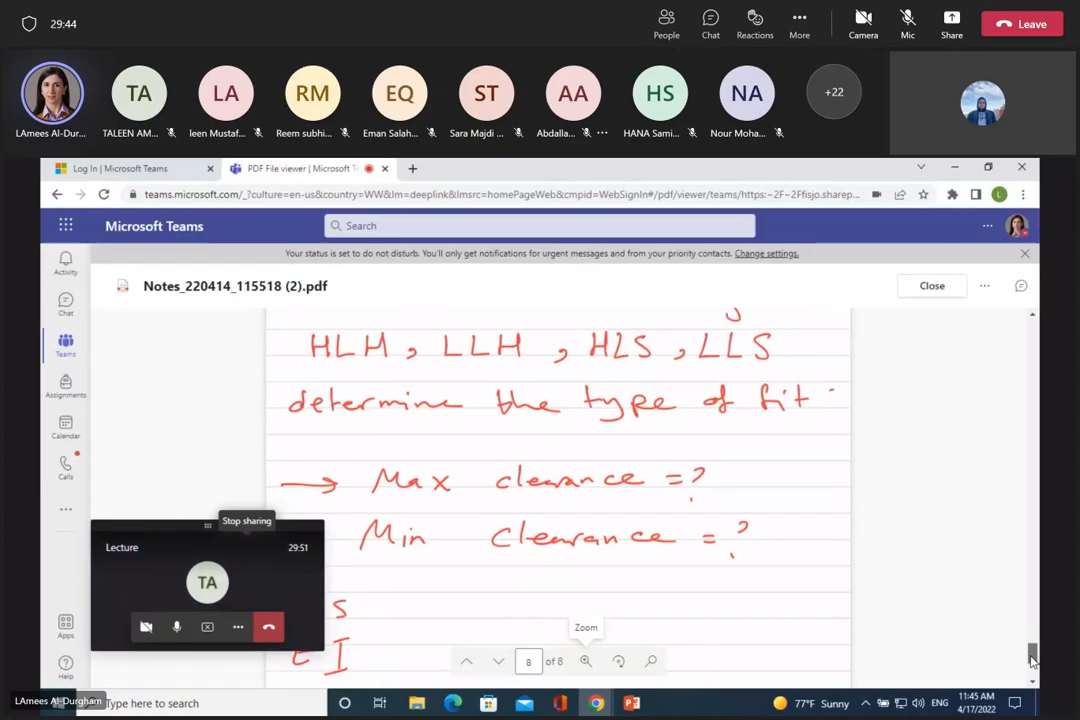 29:44
People
Chat
Reactions
More
Camera
Mic
Share
Leave
TA
LA
RM
EQ
ST
AA
HS
NA
+22
LAmees Al-Dur...
TALEEN AM...
leen Mustaf...
Reem subhi...
Eman Salah...
Sara Majdi ...
Abdalla...
HANA Sami...
Nour Moha...
Log In | Microsoft Teams
PDF File viewer | Microsoft T
teams.microsoft.com/_?culture=en-us&country=WW&lm=deeplink&lmsrc=homePageWeb&cmpid=WebSignIn#/pdf/viewer/teams/https:~2F~2Ffisjo.sharep...
L
Microsoft Teams
Search
Your status is set to do not disturb. You'll only get notifications for urgent messages and from your priority contacts. Change settings.
Activity
Chat
Teams
Assignments
Calendar
Calls
Apps
Help
Notes_220414_115518 (2).pdf
Close
HLH , LLH , HLS , LLS
determine the type of fit
→ Max clearance = ?
Min clearance = ?
S
I
Stop sharing
Lecture
29:51
TA
Zoom
8 of 8
LAmees Al-Durgham
Type here to search
77°F Sunny
ENG
11:45 AM
4/17/2022